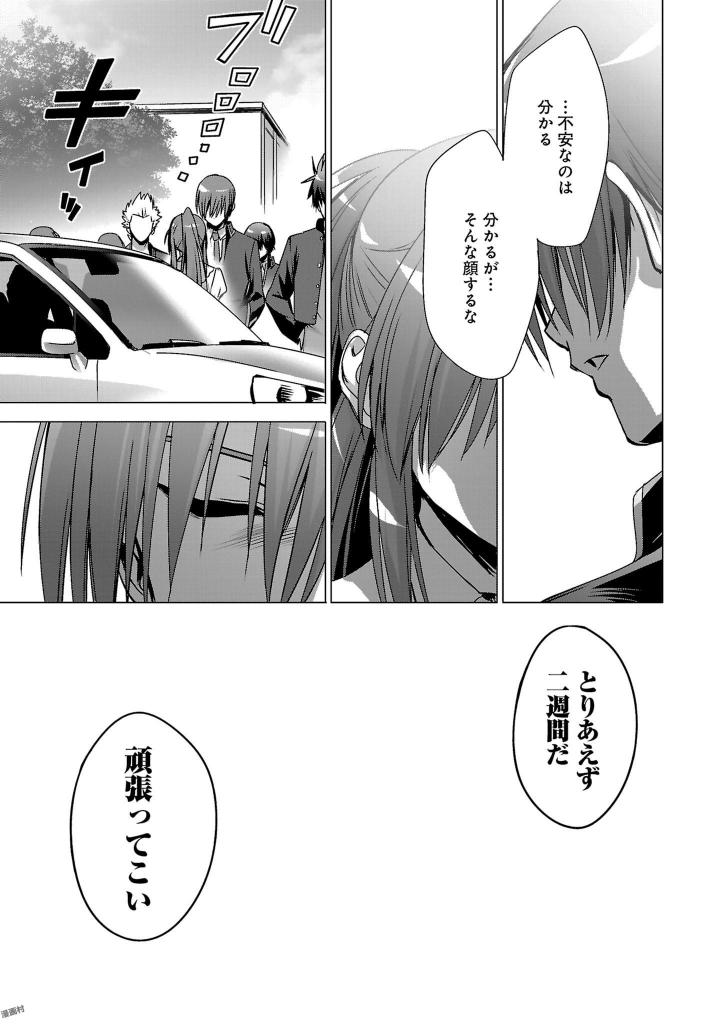 …不安なのは
分かる
分かるが…
そんな顔するな
ブロロロロ…
キィッ
とりあえず
二週間だ
頑張ってこい
漫画村